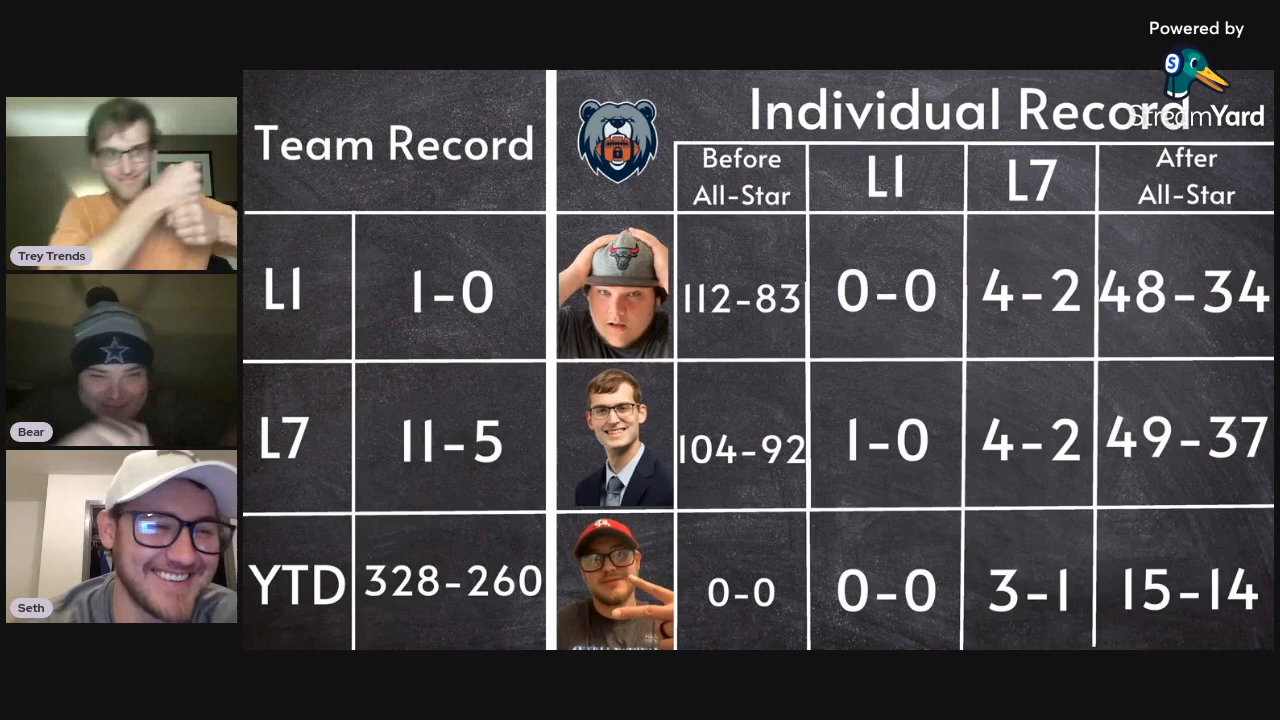 Powered by
StreamYard
Team Record
Individual Record
Before
All-Star
L1
L7
After
All-Star
L1
1-0
112-83
0-0
4-2
48-34
L7
11-5
104-92
1-0
4-2
49-37
YTD
328-260
0-0
0-0
3-1
15-14
Trey Trends
Bear
Seth